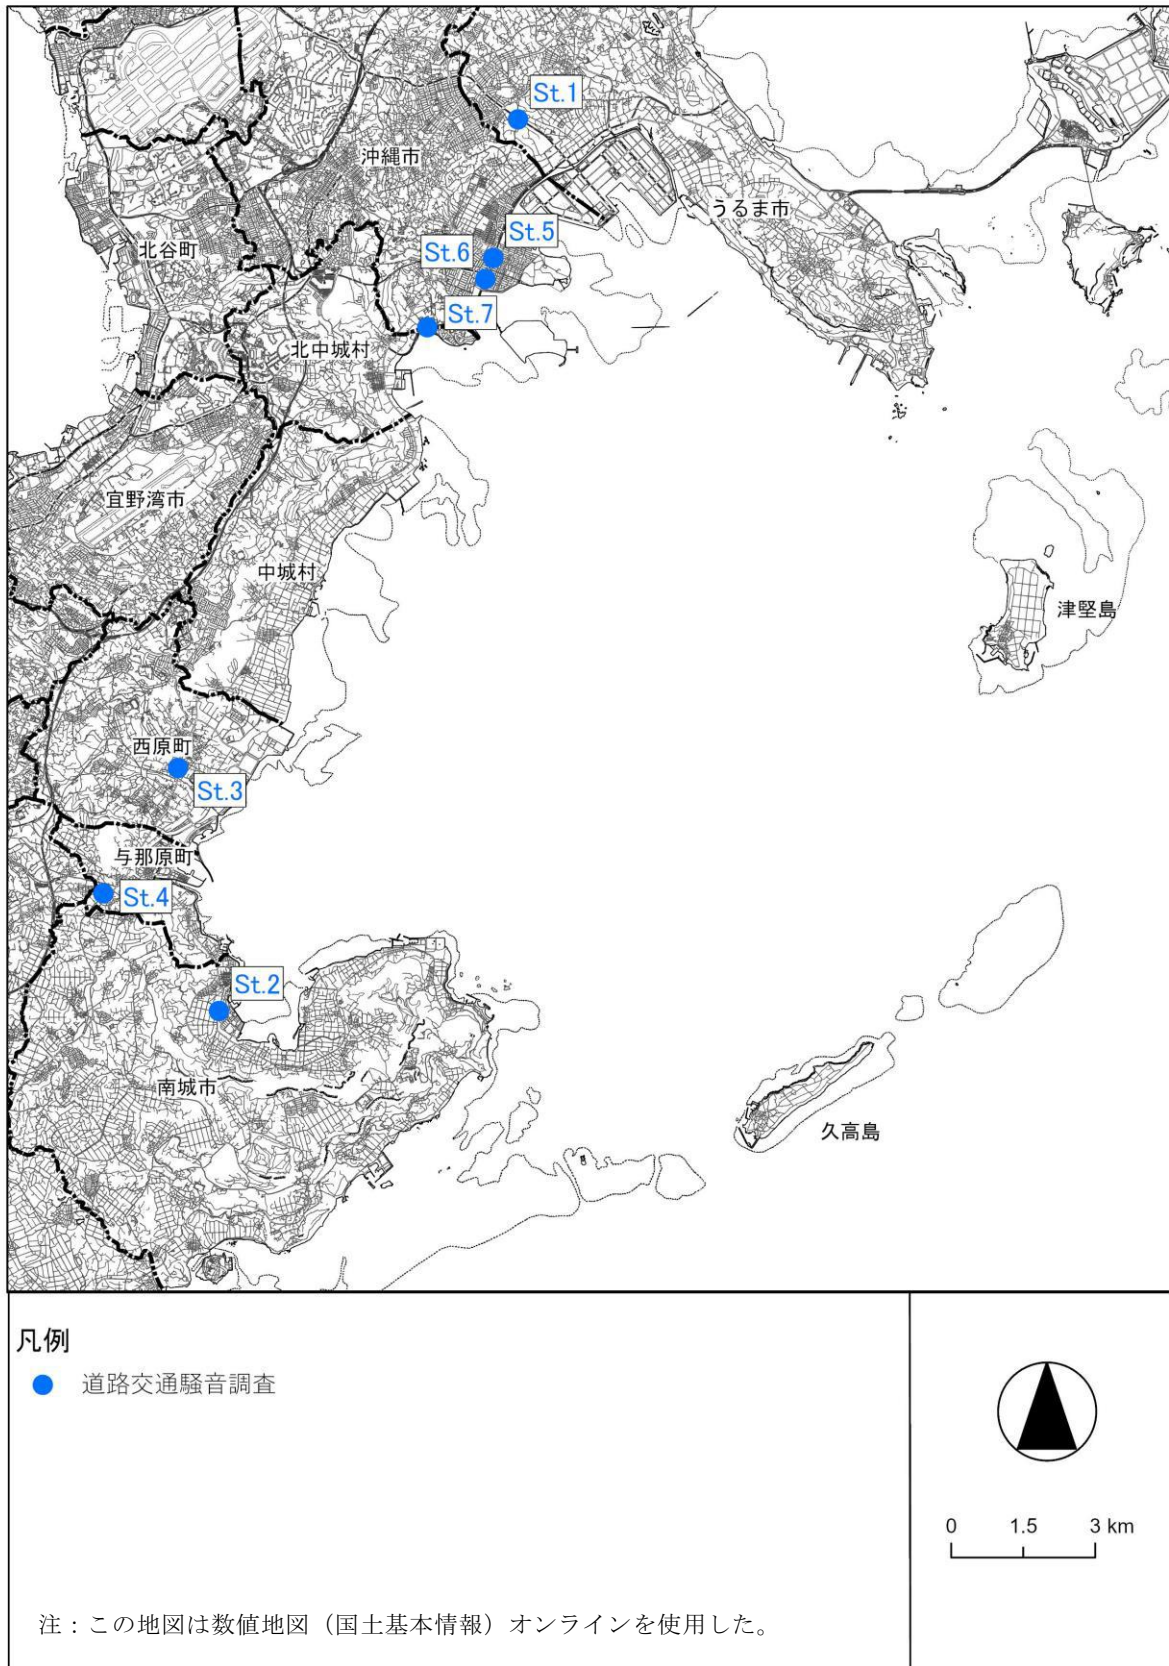 St.1
沖縄市
うるま市
St.5
北谷町
St.6
St.7
北中城村
宜野湾市
中城村
津堅島
西原町
St.3
与那原町
St.4
St.2
南城市
久高島
凡例
道路交通騒音調査
0 1.5 3 km
注：この地図は数値地図（国土基本情報）オンラインを使用した。